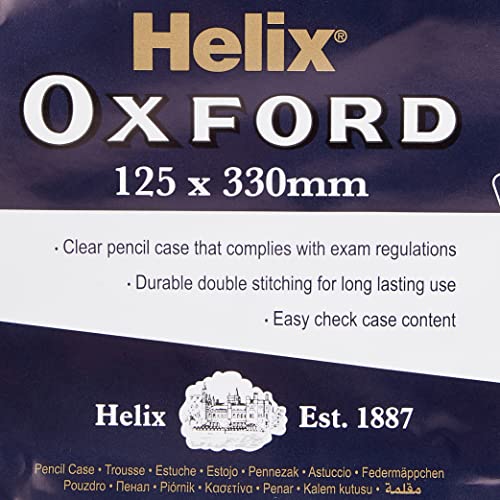 Helix®
OXFORD
125 x 330mm
· Clear pencil case that complies with exam regulations
· Durable double stitching for long lasting use
· Easy check case content
Helix Est. 1887
Pencil Case · Trousse · Estuche · Estojo · Pennezak · Astuccio · Federmäppchen
Pouzdro · Пенал · Piórnik · Κασετίνα · Penar · Kalem kutusu · مقلمة